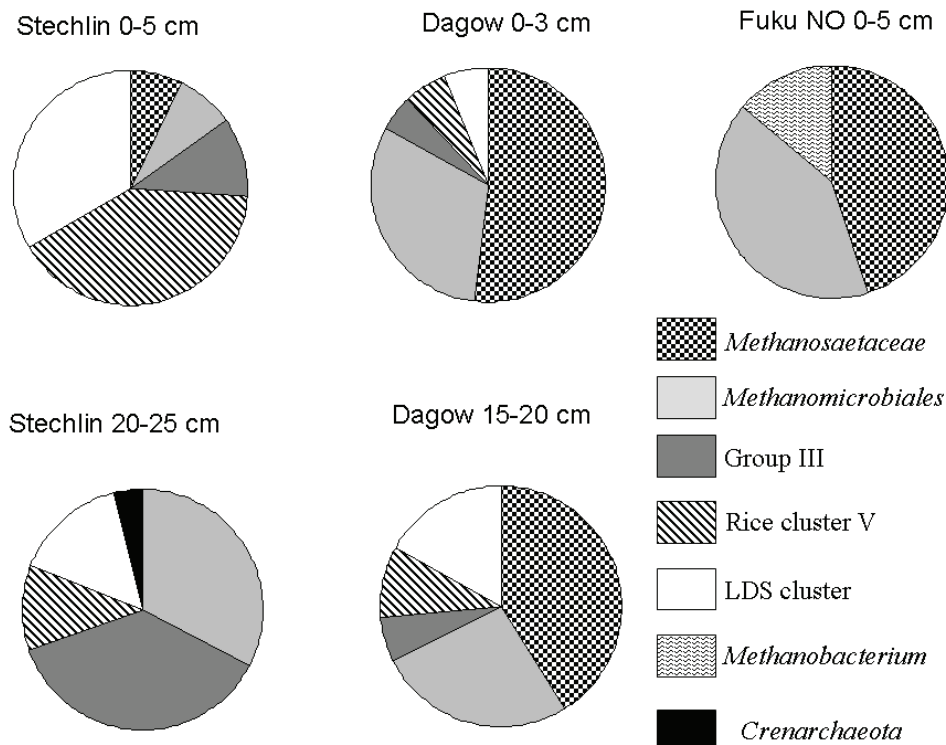 Stechlin 0-5 cm
Dagow 0-3 cm
Fuku NO 0-5 cm
Methanosaetaceae
Methanomicrobiales
Stechlin 20-25 cm
Dagow 15-20 cm
Group III
Rice cluster V
LDS cluster
Methanobacterium
Crenarchaeota